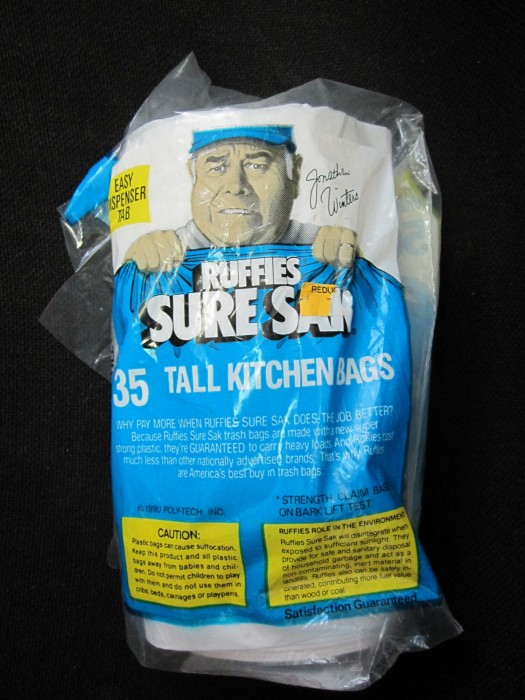 EASY
DISPENSER
TAB
Jonathan
Winters
RUFFIES
SURE SAK
REDU
35 TALL KITCHEN BAGS
WHY PAY MORE WHEN RUFFIES SURE SAK DOES THE JOB BETTER?
Because Ruffies Sure Sak trash bags are made with new super
strong plastic, they're GUARANTEED to carry heavy loads. And Ruffies cost
much less than other nationally advertised brands. That's why Ruffies
are America's best buy in trash bags.
* STRENGTH CLAIM BASED
ON BARK LIFT TEST
© 1990 POLY-TECH, INC.
CAUTION:
Plastic bags can cause suffocation.
Keep this product and all plastic
bags away from babies and chil-
dren. Do not permit children to play
with them and do not use them in
cribs, beds, carriages or playpens.
RUFFIES ROLE IN THE ENVIRONMENT
Ruffies Sure Sak will disintegrate when
exposed to sufficient sunlight. They
provide for safe and sanitary disposal
of household garbage and act as a
non-contaminating, inert material in
landfills. Ruffies also can be safely in-
cinerated, contributing more fuel value
than wood or coal.
Satisfaction Guaranteed